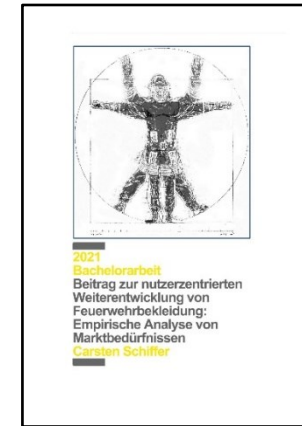 2021
Bachelorarbeit
Beitrag zur nutzerzentrierten
Weiterentwicklung von
Feuerwehrbekleidung:
Empirische Analyse von
Marktbedürfnissen
Carsten Schiffer